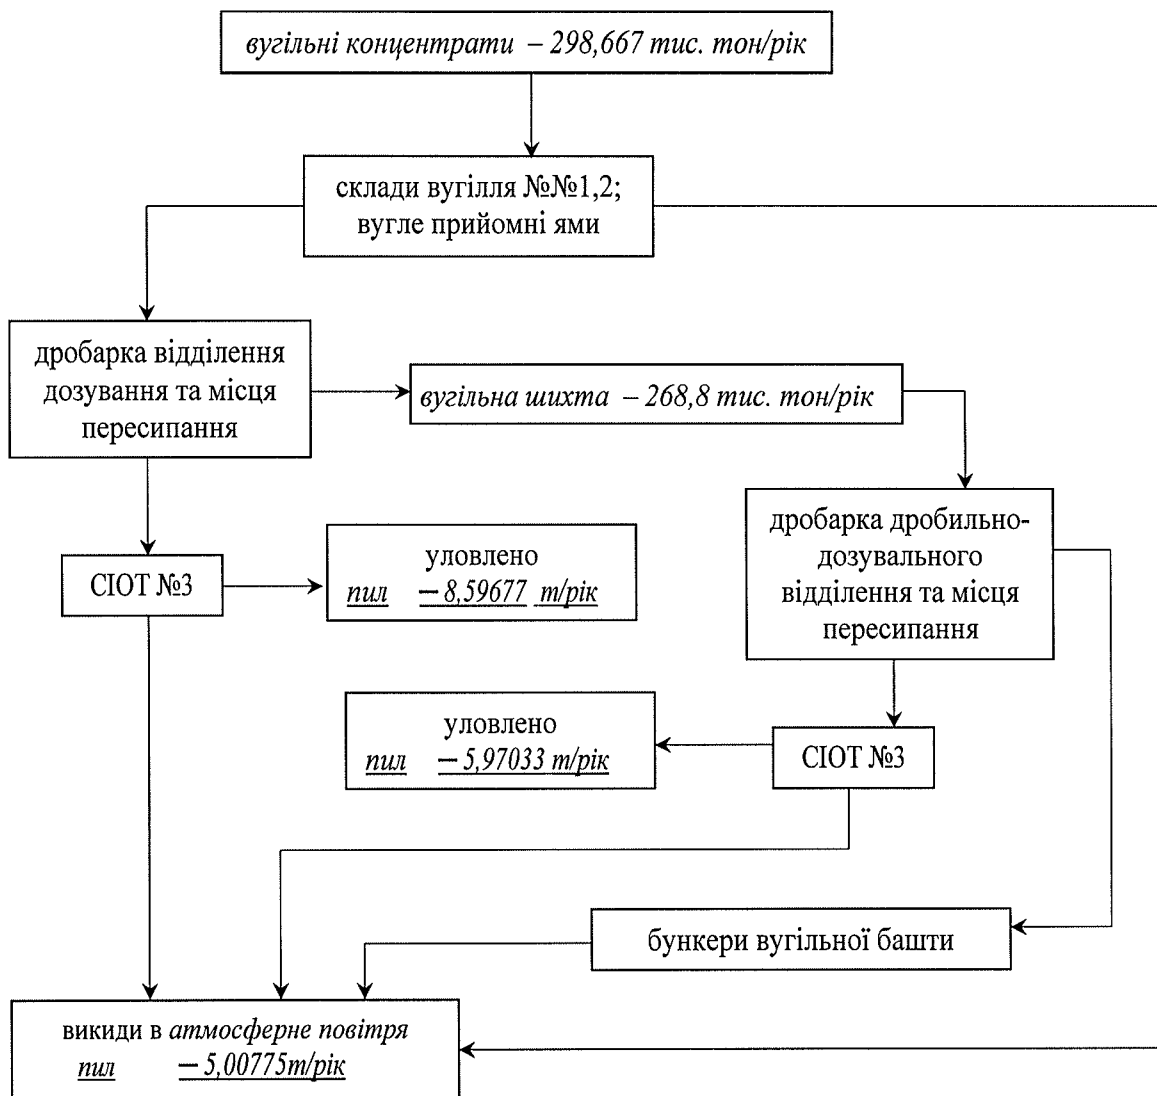 вугільні концентрати – 298,667 тис. тон/рік
склади вугілля №№1,2;
вугле прийомні ями
дробарка відділення
дозування та місця
пересипання
вугільна шихта – 268,8 тис. тон/рік
дробарка дробильно-
дозувального
відділення та місця
пересипання
СІОТ №3
уловлено
пил – 8,59677 т/рік
уловлено
пил – 5,97033 т/рік
СІОТ №3
бункери вугільної башти
викиди в атмосферне повітря
пил – 5,00775т/рік